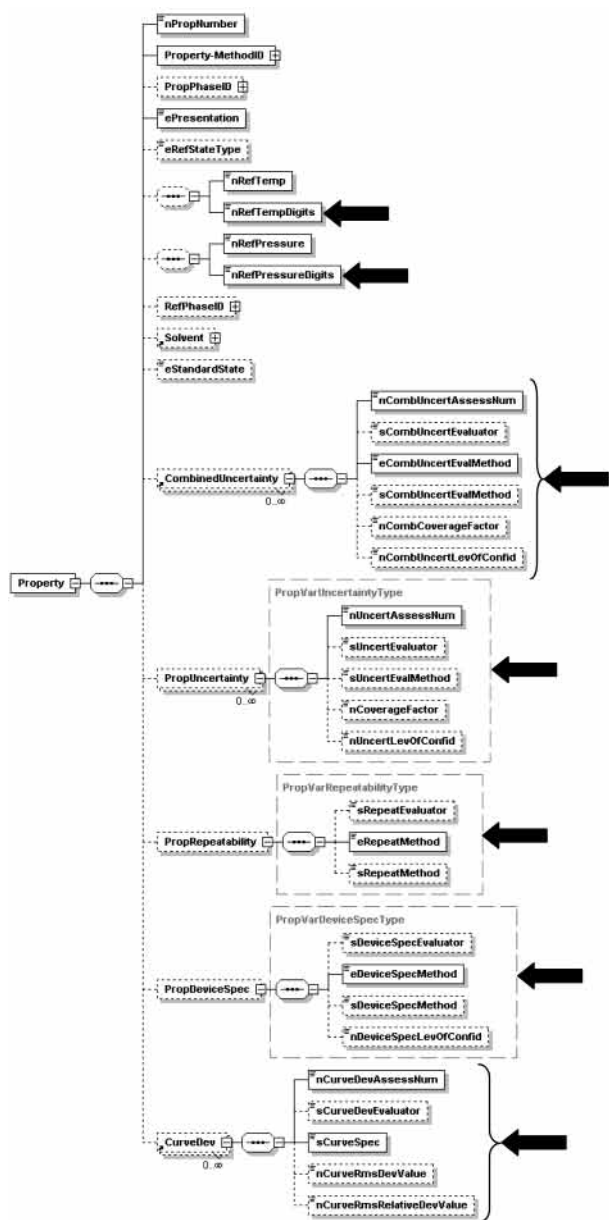 nPropNumber
Property-MethodID
PropPhaseID
ePresentation
eRefStateType
nRefTemp
nRefTempDigits
nRefPressure
nRefPressureDigits
RefPhaseID
Solvent
eStandardState
nCombUncertAssessNum
sCombUncertEvaluator
eCombUncertEvalMethod
CombinedUncertainty
sCombUncertEvalMethod
0..∞
nCombCoverageFactor
nCombUncertLevOfConfid
Property
PropVarUncertaintyType
nUncertAssessNum
sUncertEvaluator
PropUncertainty
sUncertEvalMethod
0..∞
nCoverageFactor
nUncertLevOfConfid
PropVarRepeatabilityType
sRepeatEvaluator
PropRepeatability
eRepeatMethod
sRepeatMethod
PropVarDeviceSpecType
sDeviceSpecEvaluator
eDeviceSpecMethod
PropDeviceSpec
sDeviceSpecMethod
nDeviceSpecLevOfConfid
nCurveDevAssessNum
sCurveDevEvaluator
CurveDev
sCurveSpec
0..∞
nCurveRmsDevValue
nCurveRmsRelativeDevValue